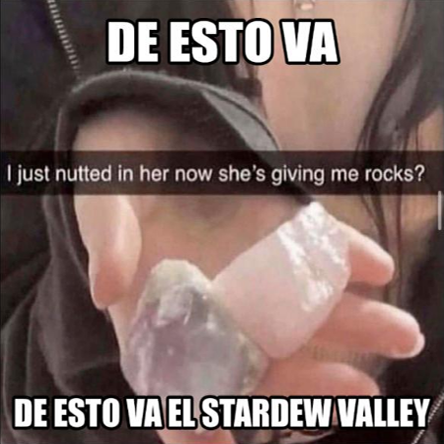 DE ESTO VA
I just nutted in her now she's giving me rocks?
DE ESTO VA EL STARDEW VALLEY